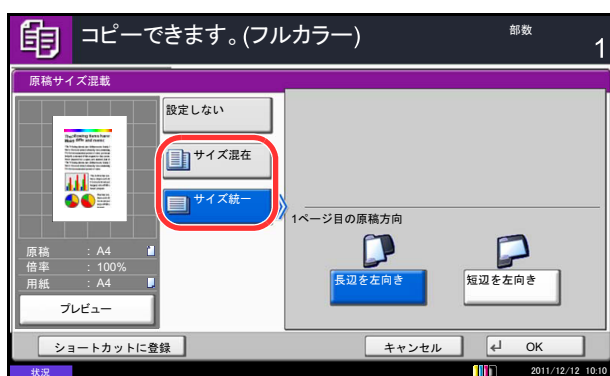 コピーできます。(フルカラー)
部数
1
原稿サイズ混載
設定しない
サイズ混在
サイズ統一
1ページ目の原稿方向
長辺を左向き
短辺を左向き
原稿 : A4
倍率 : 100%
用紙 : A4
プレビュー
ショートカットに登録
キャンセル
OK
状況
2011/12/12 10:10